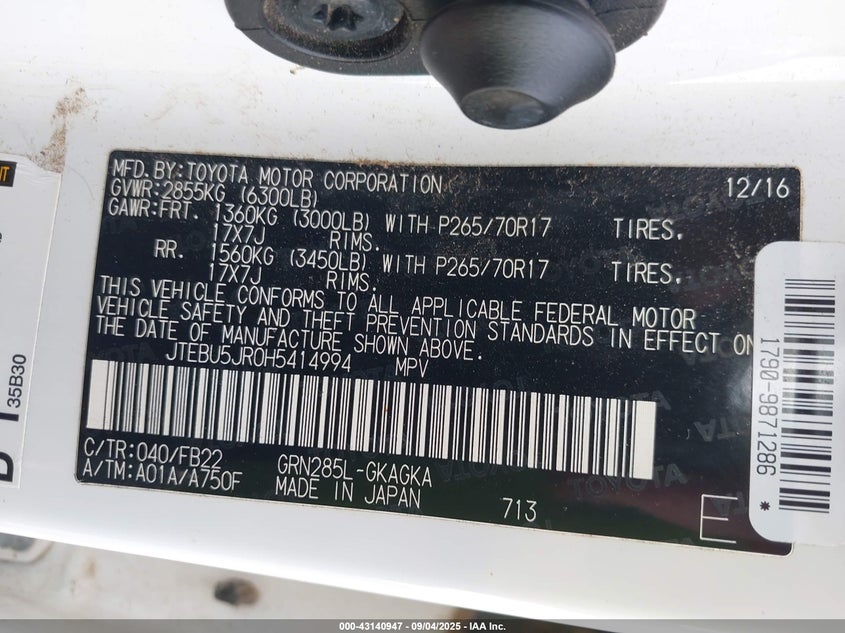 MFD. BY: TOYOTA MOTOR CORPORATION 12/16
GVWR: 2855KG (6300LB)
GAWR: FRT. 1360KG (3000LB) WITH P265/70R17 TIRES.
17X7J RIMS.
RR. 1560KG (3450LB) WITH P265/70R17 TIRES.
17X7J RIMS.
THIS VEHICLE CONFORMS TO ALL APPLICABLE FEDERAL MOTOR
VEHICLE SAFETY AND THEFT PREVENTION STANDARDS IN EFFECT ON
THE DATE OF MANUFACTURE SHOWN ABOVE.
JTEBU5JR0H5414994 MPV
C/TR: 040/FB22 GRN285L-GKAGKA
A/TM: A01A/A750F MADE IN JAPAN 713
E
1790-9871286 *
35B30
TOYOTA
000-43140947 - 09/04/2025 - IAA Inc.